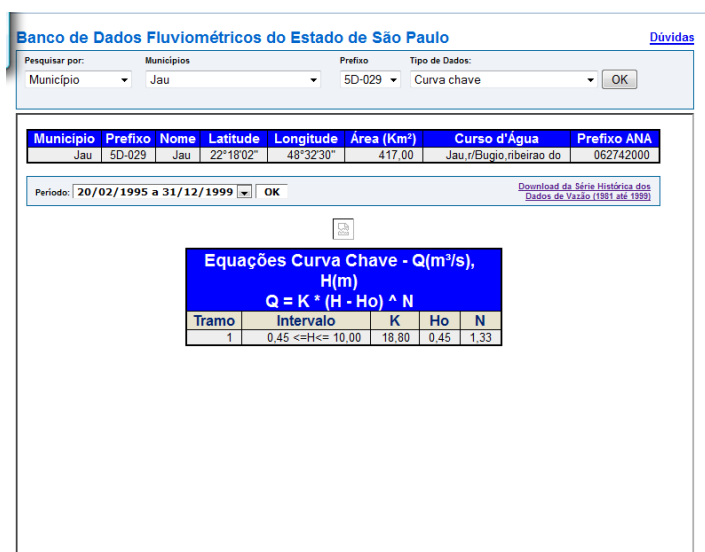 Banco de Dados Fluviométricos do Estado de São Paulo Dúvidas
Pesquisar por: Municípios Prefixo Tipo de Dados:
Município Jau 5D-029 Curva chave OK
Município Prefixo Nome Latitude Longitude Área (Km²) Curso d'Água Prefixo ANA
Jau 5D-029 Jau 22°18'02" 48°32'30" 417,00 Jau,r/Bugio,ribeirao do 062742000
Periodo: 20/02/1995 a 31/12/1999 OK Download da Série Histórica dos
Dados de Vazão (1981 até 1999)
Equações Curva Chave - Q(m³/s),
H(m)
Q = K * (H - Ho) ^ N
Tramo Intervalo K Ho N
1 0,45 <=H<= 10,00 18,80 0,45 1,33